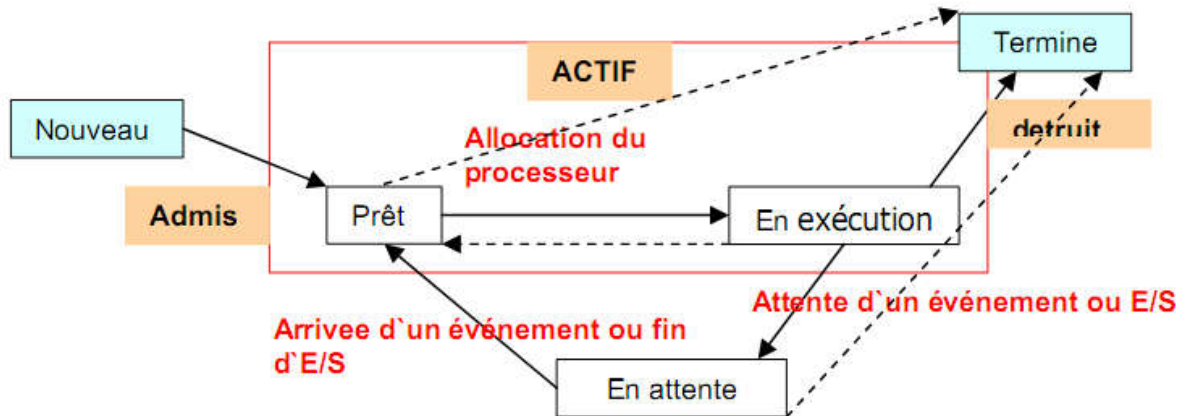 Termine
ACTIF
Nouveau
detruit
Allocation du
processeur
Admis
Prêt
En exécution
Attente d`un événement ou E/S
Arrivee d`un événement ou fin
d`E/S
En attente